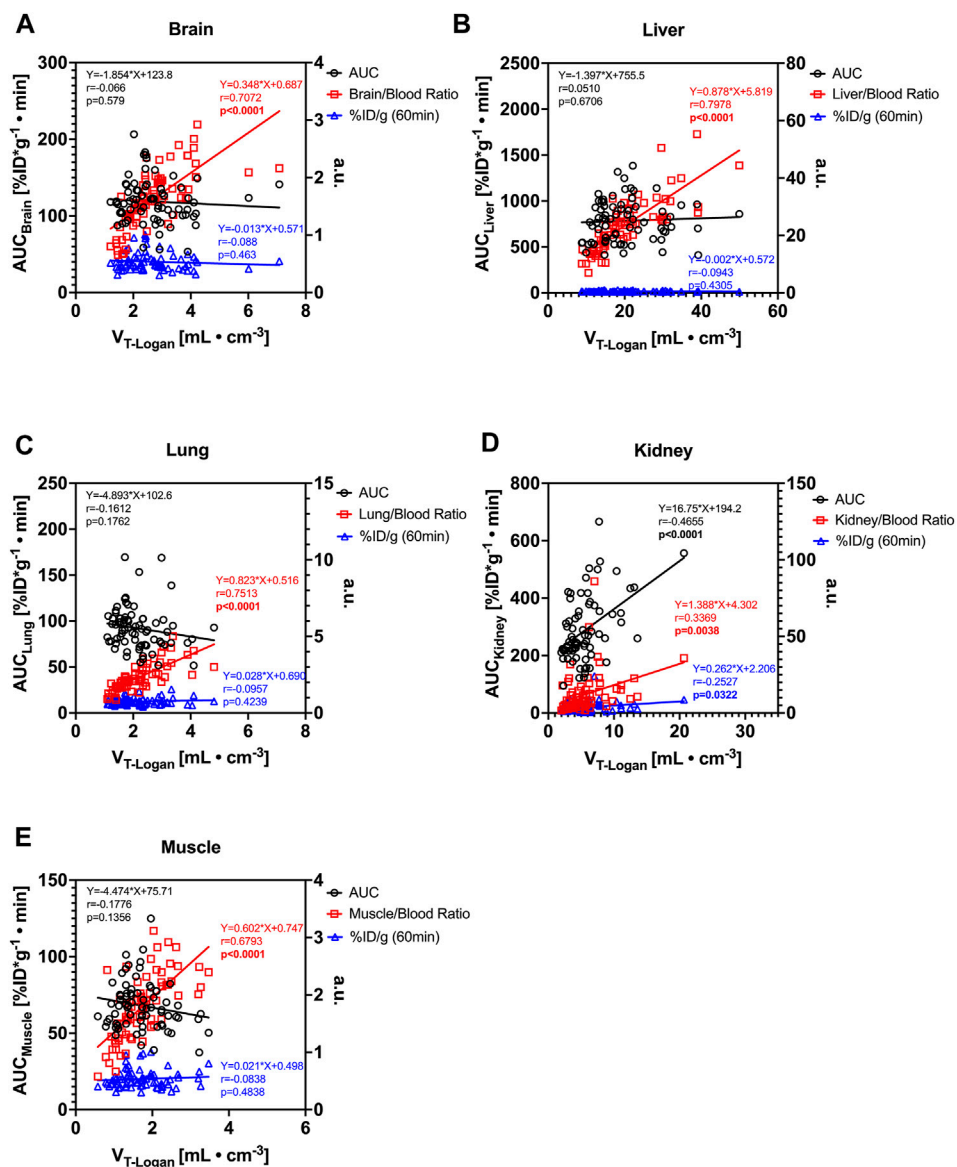 A
Brain
300
250
200
150
100
50
0
AUCBrain [%ID*g-1 • min]
0 2 4 6 8
VT-Logan [mL • cm-3]
4
3
2
1
0
a.u.
Y=-1.854*X+123.8
r=-0.066
p=0.579
Y=0.348*X+0.687
r=0.7072
p<0.0001
Y=-0.013*X+0.571
r=-0.088
p=0.463
AUC
Brain/Blood Ratio
%ID/g (60min)
B
Liver
2500
2000
1500
1000
500
0
AUCLiver [%ID*g-1 • min]
0 20 40 60
VT-Logan [mL • cm-3]
80
60
40
20
0
a.u.
Y=-1.397*X+755.5
r=0.0510
p=0.6706
Y=0.878*X+5.819
r=0.7978
p<0.0001
Y=-0.002*X+0.572
r=-0.0943
p=0.4305
AUC
Liver/Blood Ratio
%ID/g (60min)
C
Lung
250
200
150
100
50
0
AUCLung [%ID*g-1 • min]
0 2 4 6
VT-Logan [mL • cm-3]
15
10
5
0
a.u.
Y=-4.893*X+102.6
r=-0.1612
p=0.1762
Y=0.823*X+0.516
r=0.7513
p<0.0001
Y=0.028*X+0.690
r=-0.0957
p=0.4239
AUC
Lung/Blood Ratio
%ID/g (60min)
D
Kidney
800
600
400
200
0
AUCKidney [%ID*g-1 • min]
0 10 20 30
VT-Logan [mL • cm-3]
150
100
50
0
a.u.
Y=16.75*X+194.2
r=-0.4655
p<0.0001
Y=1.388*X+4.302
r=0.3369
p=0.0038
Y=0.262*X+2.206
r=-0.2527
p=0.0322
AUC
Kidney/Blood Ratio
%ID/g (60min)
E
Muscle
150
100
50
0
AUCMuscle [%ID*g-1 • min]
0 2 4 6
VT-Logan [mL • cm-3]
4
3
2
1
0
a.u.
Y=-4.474*X+75.71
r=-0.1776
p=0.1356
Y=0.602*X+0.747
r=0.6793
p<0.0001
Y=0.021*X+0.498
r=-0.0838
p=0.4838
AUC
Muscle/Blood Ratio
%ID/g (60min)